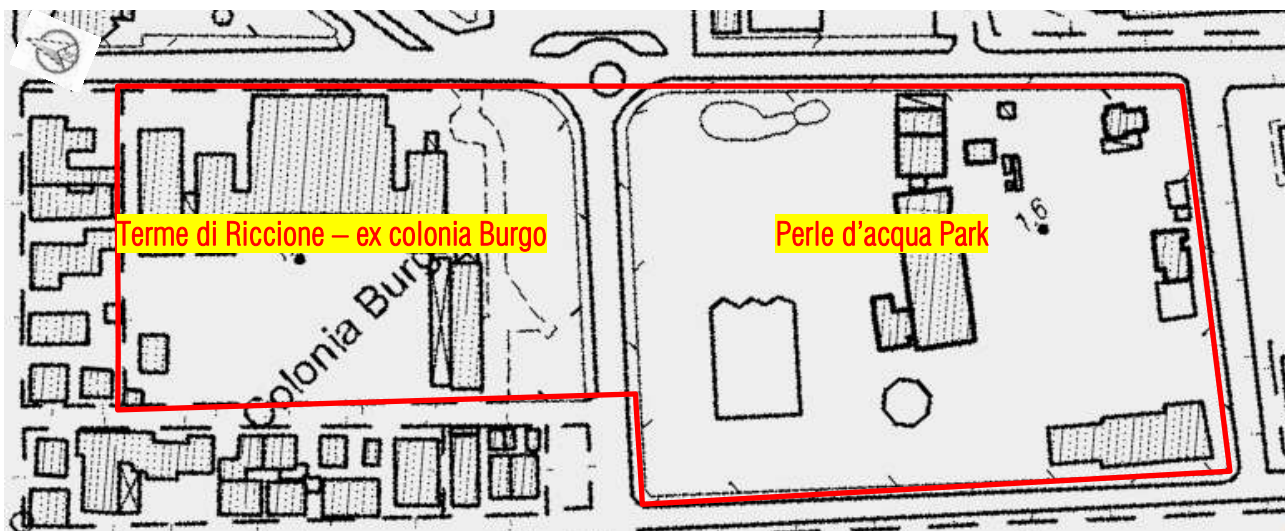 Terme di Riccione – ex colonia Burgo
Perle d'acqua Park
1.6
Colonia Burgo